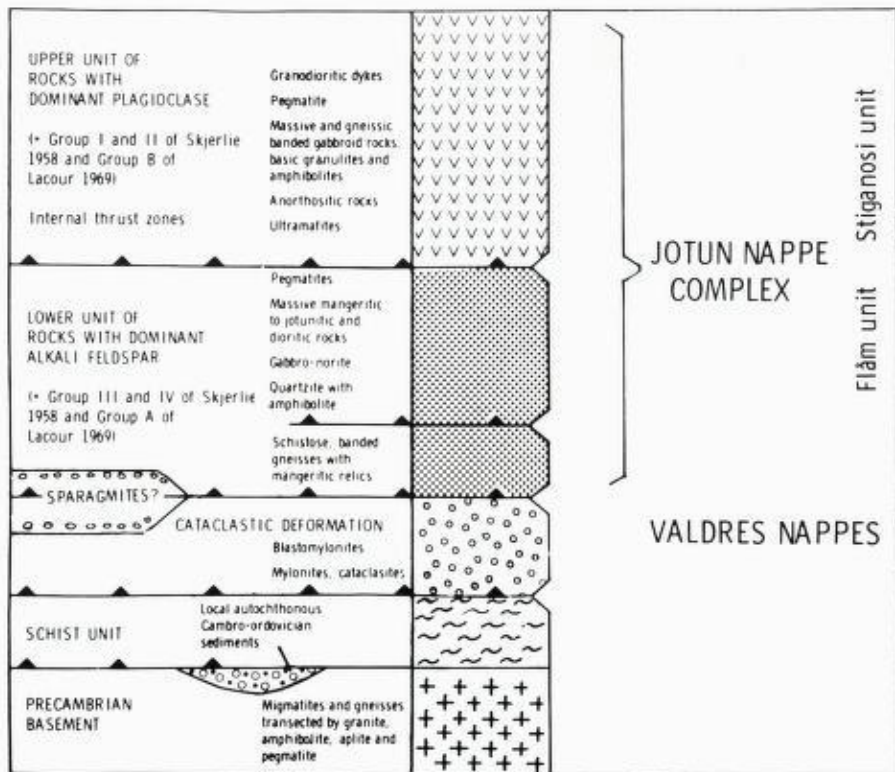 UPPER UNIT OF
ROCKS WITH
DOMINANT PLAGIOCLASE
(= Group I and II of Skjerlie
1958 and Group B of
Lacour 1969)
Internal thrust zones
Granodioritic dykes
Pegmatite
Massive and gneissic
banded gabbroid rocks,
basic granulites and
amphibolites
Anorthositic rocks
Ultramafites
LOWER UNIT OF
ROCKS WITH DOMINANT
ALKALI FELDSPAR
(= Group III and IV of Skjerlie
1958 and Group A of
Lacour 1969)
Pegmatites
Massive mangeritic
to jotunitic and
dioritic rocks
Gabbro-norite
Quartzite with
amphibolite
Schistose, banded
gneisses with
mangeritic relics
SPARAGMITES?
CATACLASTIC DEFORMATION
Blastomylonites
Mylonites, cataclasites
SCHIST UNIT
Local autochthonous
Cambro-ordovician
sediments
PRECAMBRIAN
BASEMENT
Migmatites and gneisses
transected by granite,
amphibolite, aplite and
pegmatite
JOTUN NAPPE
COMPLEX
Stiganosi unit
Flåm unit
VALDRES NAPPES